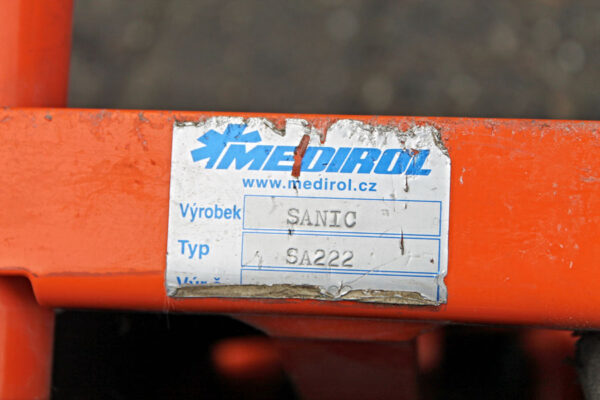 MEDIROL
www.medirol.cz
Výrobek SANIC
Typ SA222